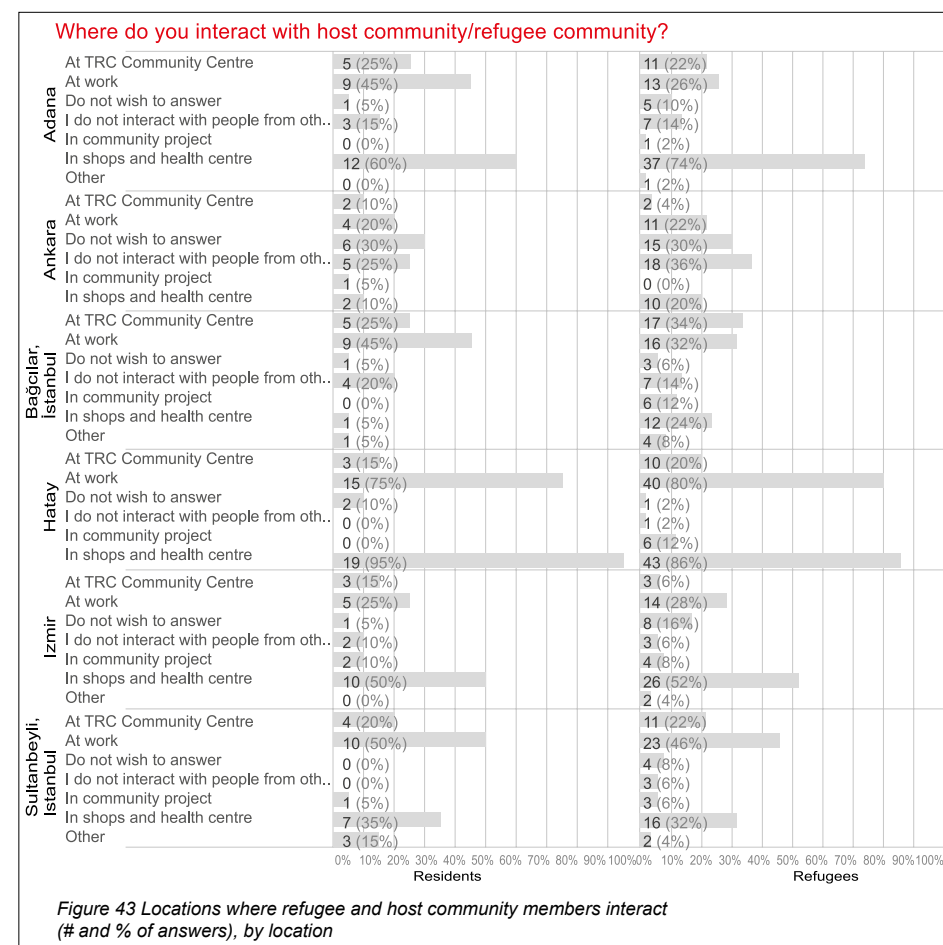 Where do you interact with host community/refugee community?
Adana
At TRC Community Centre 5 (25%) 11 (22%)
At work 9 (45%) 13 (26%)
Do not wish to answer 1 (5%) 5 (10%)
I do not interact with people from oth.. 3 (15%) 7 (14%)
In community project 0 (0%) 1 (2%)
In shops and health centre 12 (60%) 37 (74%)
Other 0 (0%) 1 (2%)
Ankara
At TRC Community Centre 2 (10%) 2 (4%)
At work 4 (20%) 11 (22%)
Do not wish to answer 6 (30%) 15 (30%)
I do not interact with people from oth.. 5 (25%) 18 (36%)
In community project 1 (5%) 0 (0%)
In shops and health centre 2 (10%) 10 (20%)
Bağcılar,
İstanbul
At TRC Community Centre 5 (25%) 17 (34%)
At work 9 (45%) 16 (32%)
Do not wish to answer 1 (5%) 3 (6%)
I do not interact with people from oth.. 4 (20%) 7 (14%)
In community project 0 (0%) 6 (12%)
In shops and health centre 1 (5%) 12 (24%)
Other 1 (5%) 4 (8%)
Hatay
At TRC Community Centre 3 (15%) 10 (20%)
At work 15 (75%) 40 (80%)
Do not wish to answer 2 (10%) 1 (2%)
I do not interact with people from oth.. 0 (0%) 1 (2%)
In community project 0 (0%) 6 (12%)
In shops and health centre 19 (95%) 43 (86%)
Izmir
At TRC Community Centre 3 (15%) 3 (6%)
At work 5 (25%) 14 (28%)
Do not wish to answer 1 (5%) 8 (16%)
I do not interact with people from oth.. 2 (10%) 3 (6%)
In community project 2 (10%) 4 (8%)
In shops and health centre 10 (50%) 26 (52%)
Other 0 (0%) 2 (4%)
Sultanbeyli,
Istanbul
At TRC Community Centre 4 (20%) 11 (22%)
At work 10 (50%) 23 (46%)
Do not wish to answer 0 (0%) 4 (8%)
I do not interact with people from oth.. 0 (0%) 3 (6%)
In community project 1 (5%) 3 (6%)
In shops and health centre 7 (35%) 16 (32%)
Other 3 (15%) 2 (4%)
0% 10% 20% 30% 40% 50% 60% 70% 80% 90% 100% 0% 10% 20% 30% 40% 50% 60% 70% 80% 90% 100%
Residents Refugees
Figure 43 Locations where refugee and host community members interact
(# and % of answers), by location